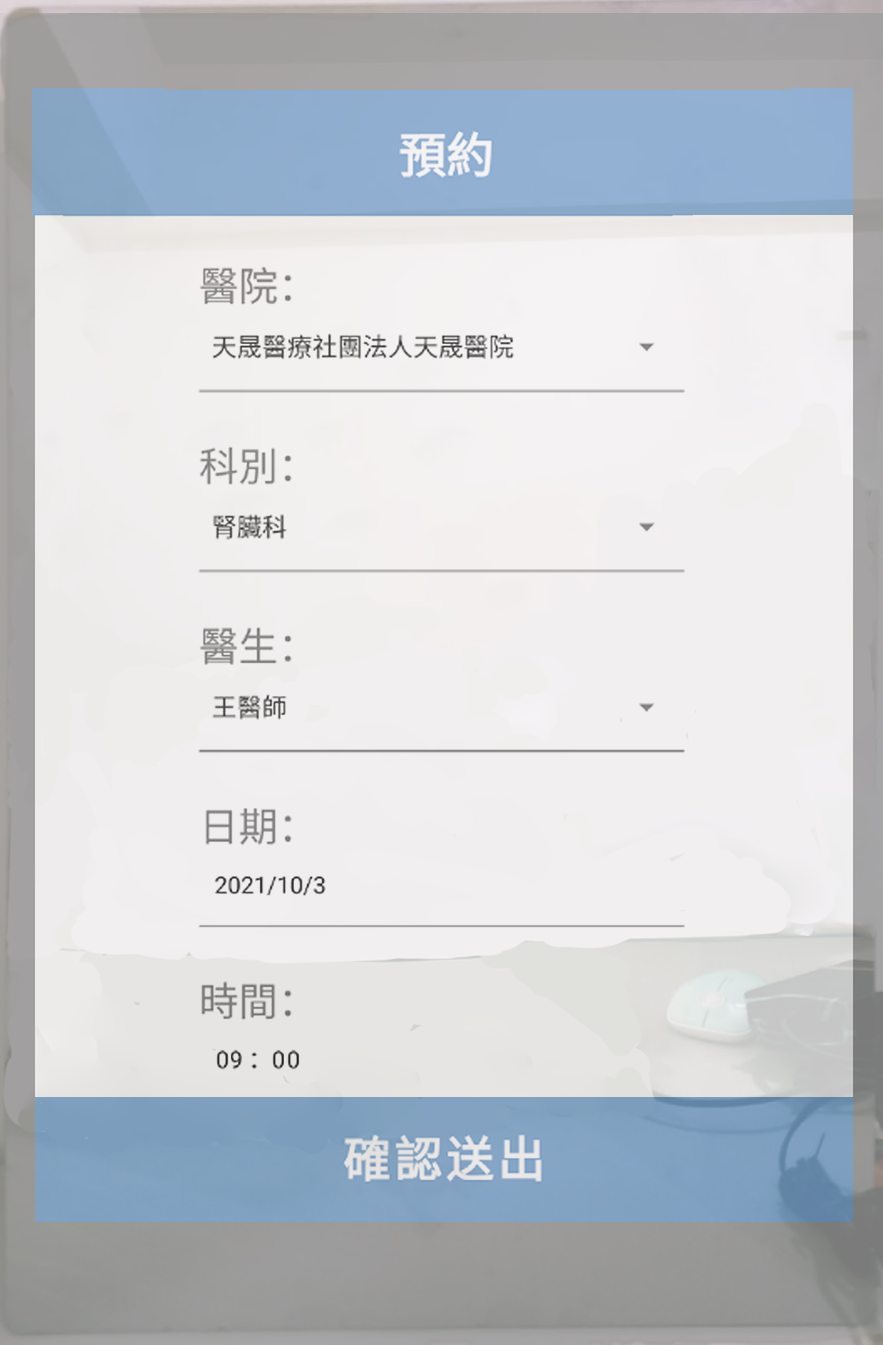 預約
醫院：
天晟醫療社團法人天晟醫院
科別：
腎臟科
醫生：
王醫師
日期：
2021/10/3
時間：
09： 00
確認送出